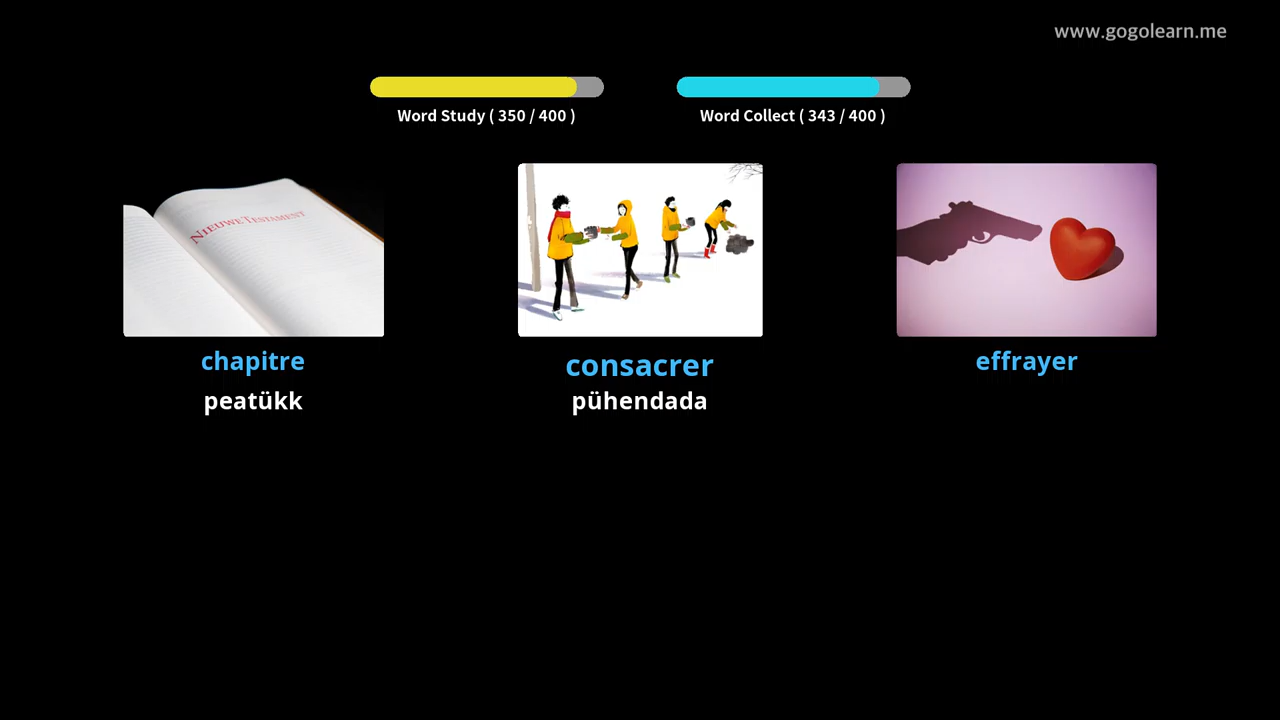 www.gogolearn.me
Word Study ( 350 / 400 )
Word Collect ( 343 / 400 )
NIEUWE TESTAMENT
chapitre
consacrer
effrayer
peatükk
pühendada